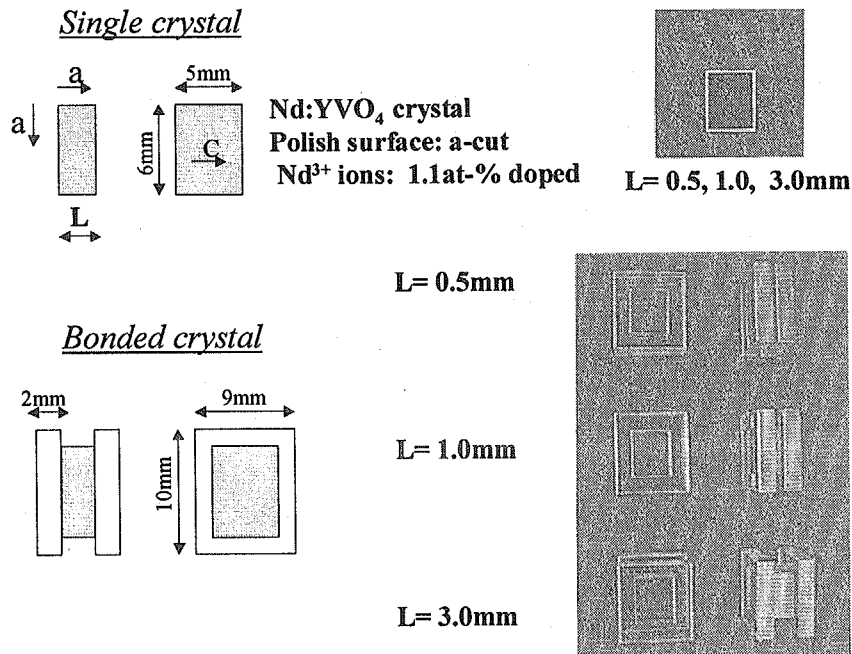 Single crystal
a
a
L
5mm
6mm
C
Nd:YVO₄ crystal
Polish surface: a-cut
Nd³⁺ ions: 1.1at-% doped
L= 0.5, 1.0, 3.0mm
L= 0.5mm
Bonded crystal
2mm
9mm
10mm
L= 1.0mm
L= 3.0mm